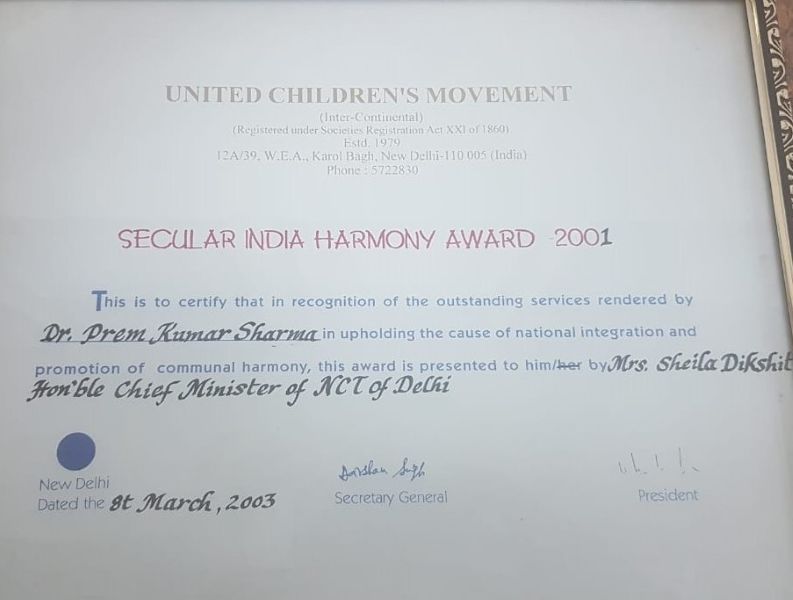 UNITED CHILDREN'S MOVEMENT
(Inter-Continental)
(Registered under Societies Registration Act XXI of 1860)
Estd. 1979
12A/39, W.E.A., Karol Bagh, New Delhi-110 005 (India)
Phone : 5722830
SECULAR INDIA HARMONY AWARD -2001
This is to certify that in recognition of the outstanding services rendered by
Dr. Prem Kumar Sharma in upholding the cause of national integration and
promotion of communal harmony, this award is presented to him/her by Mrs. Sheila Dikshit
Hon'ble Chief Minister of NCT of Delhi
New Delhi
Dated the 8t March, 2003
Darshan Singh
Secretary General
President